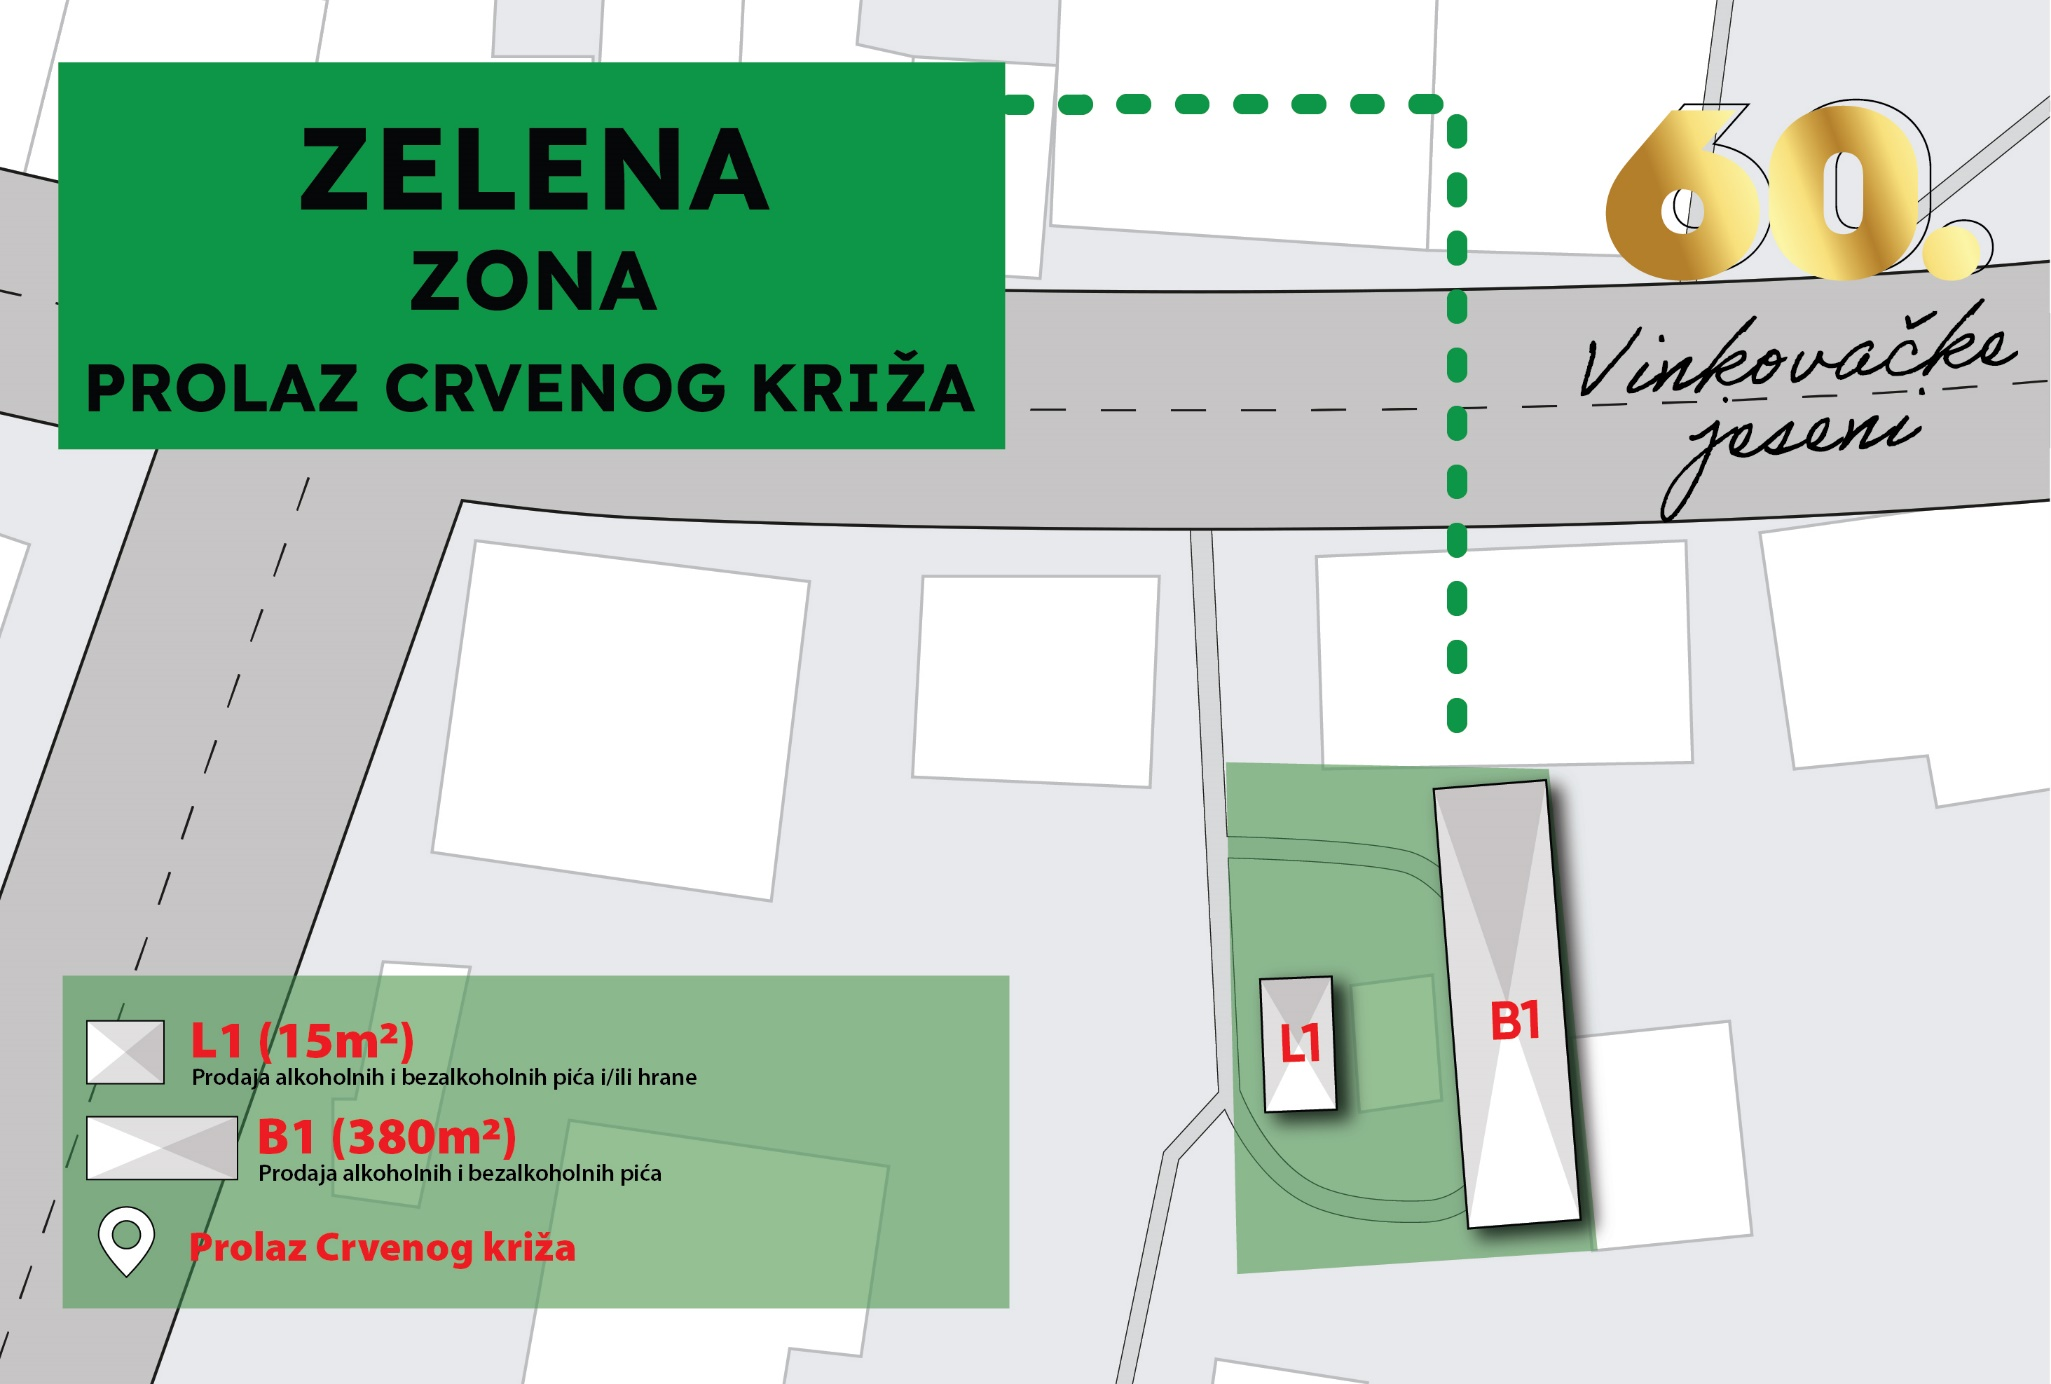 ZELENA
ZONA
PROLAZ CRVENOG KRIŽA
60.
Vinkovačke
jeseni
L1
B1
L1 (15m²)
Prodaja alkoholnih i bezalkoholnih pića i/ili hrane
B1 (380m²)
Prodaja alkoholnih i bezalkoholnih pića
Prolaz Crvenog križa